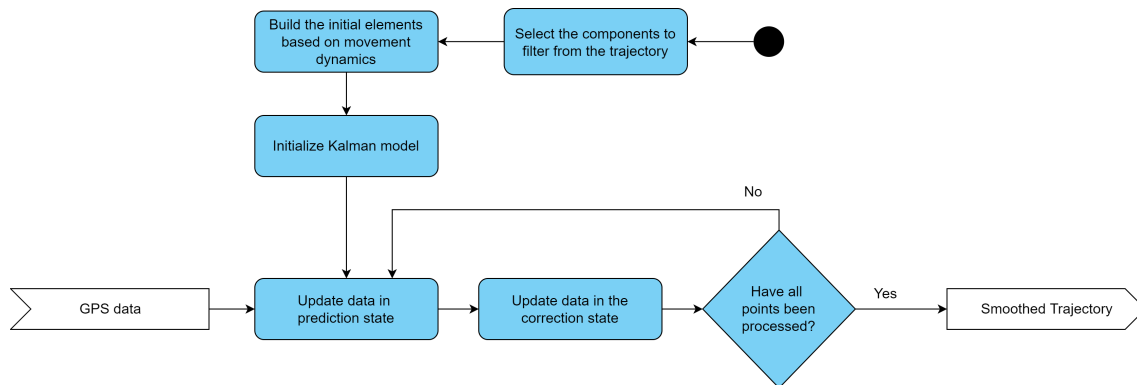 Build the initial elements
based on movement
dynamics
Select the components to
filter from the trajectory
Initialize Kalman model
No
GPS data
Update data in
prediction state
Update data in the
correction state
Have all
points been
processed?
Yes
Smoothed Trajectory